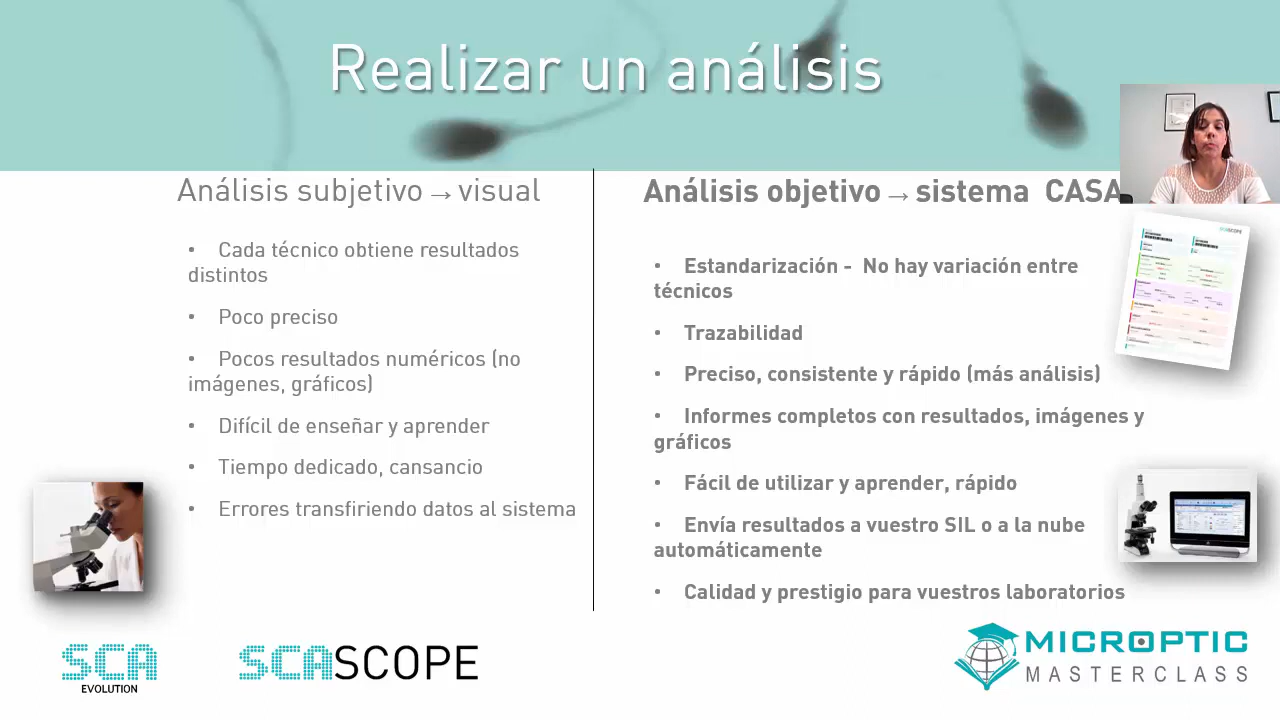 Realizar un análisis
Análisis subjetivo → visual
• Cada técnico obtiene resultados
distintos
• Poco preciso
• Pocos resultados numéricos (no
imágenes, gráficos)
• Difícil de enseñar y aprender
• Tiempo dedicado, cansancio
• Errores transfiriendo datos al sistema
Análisis objetivo → sistema CASA
• Estandarización - No hay variación entre
técnicos
• Trazabilidad
• Preciso, consistente y rápido (más análisis)
• Informes completos con resultados, imágenes y
gráficos
• Fácil de utilizar y aprender, rápido
• Envía resultados a vuestro SIL o a la nube
automáticamente
• Calidad y prestigio para vuestros laboratorios
SCA
EVOLUTION
SCASCOPE
MICROPTIC
MASTERCLASS